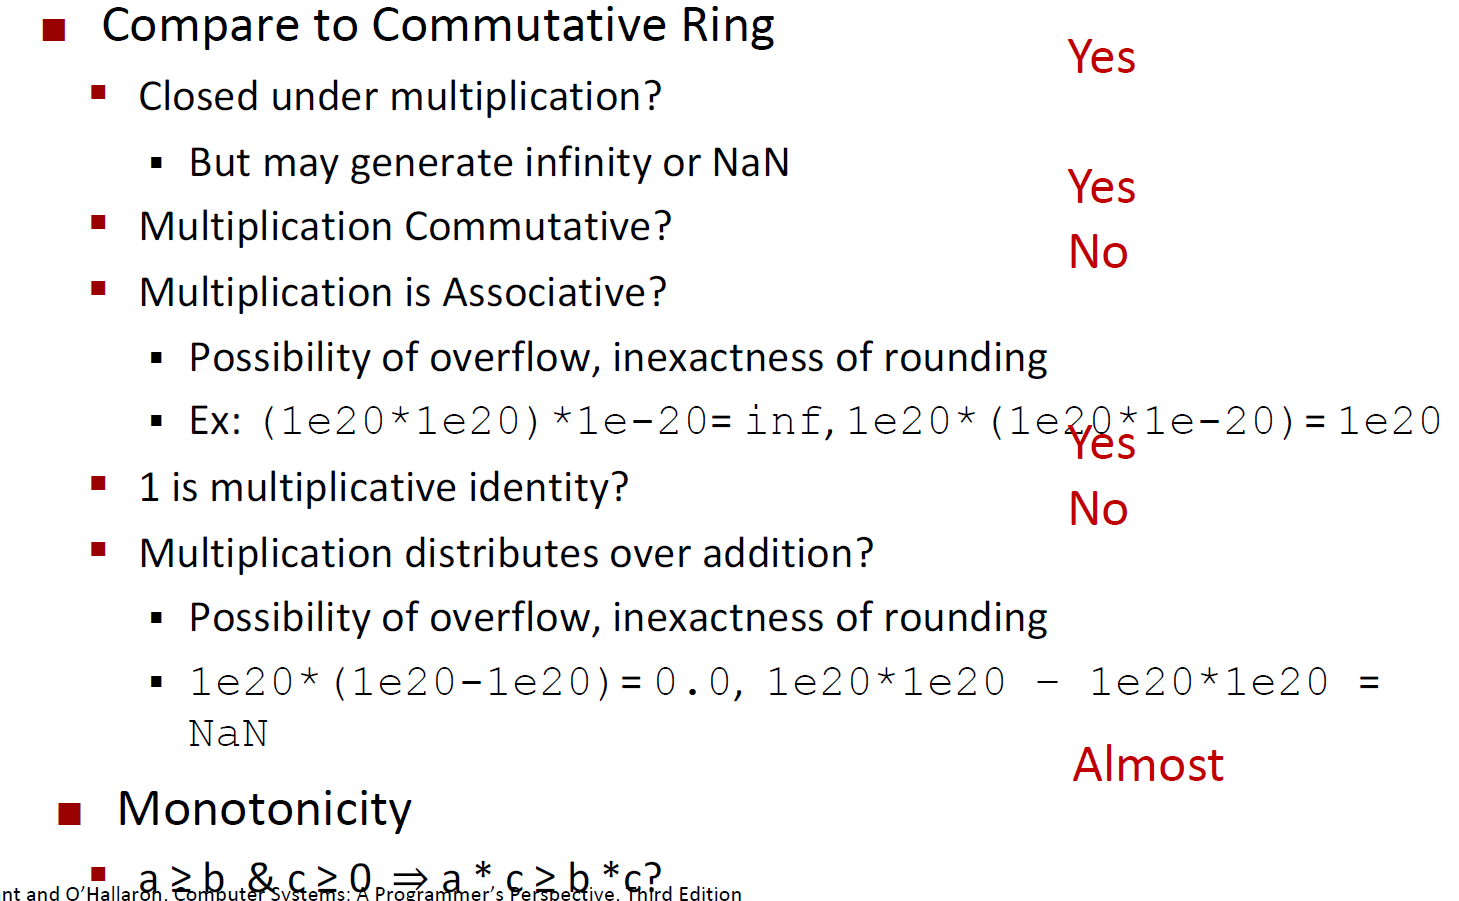 Compare to Commutative Ring
Yes
Closed under multiplication?
But may generate infinity or NaN
Yes
Multiplication Commutative?
No
Multiplication is Associative?
Possibility of overflow, inexactness of rounding
Ex: (1e20*1e20)*1e-20= inf, 1e20*(1e20*1e-20)= 1e20
Yes
1 is multiplicative identity?
No
Multiplication distributes over addition?
Possibility of overflow, inexactness of rounding
1e20*(1e20-1e20)= 0.0, 1e20*1e20 – 1e20*1e20 =
NaN
Almost
Monotonicity
a ≥ b & c ≥ 0 ⇒ a * c ≥ b *c?
nt and O'Hallaron, Computer Systems: A Programmer's Perspective, Third Edition